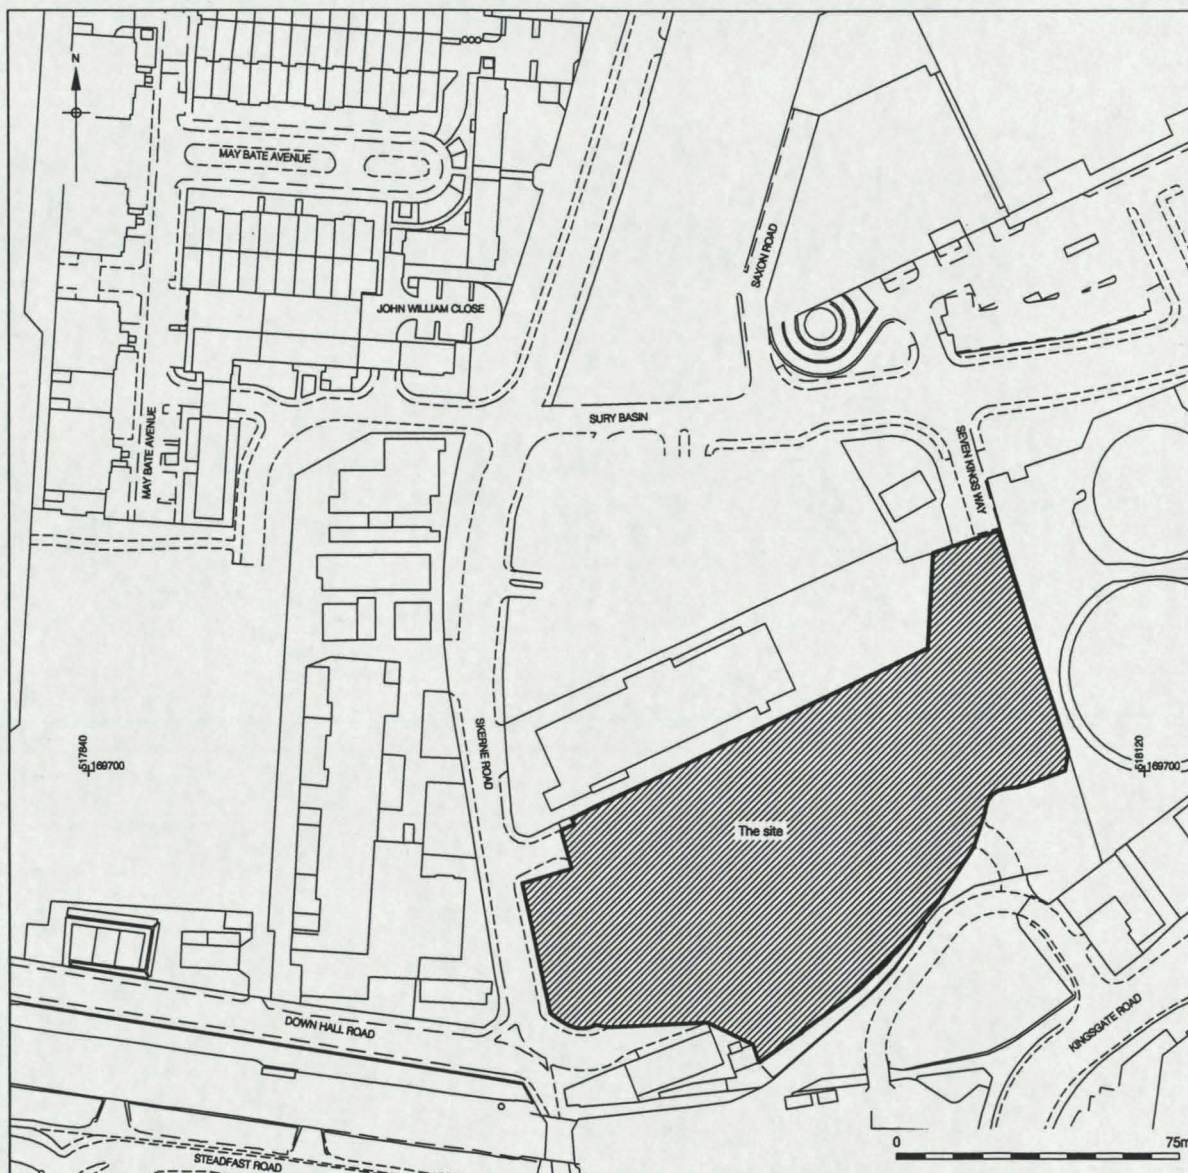 N
MAY BATE AVENUE
SAXON ROAD
JOHN WILLIAM CLOSE
SURY BASIN
MAY BATE AVENUE
SEVEN KINGS WAY
SKERNE ROAD
517840
169700
518120
169700
The site
DOWN HALL ROAD
KINGSGATE ROAD
0
75m
STEADFAST ROAD